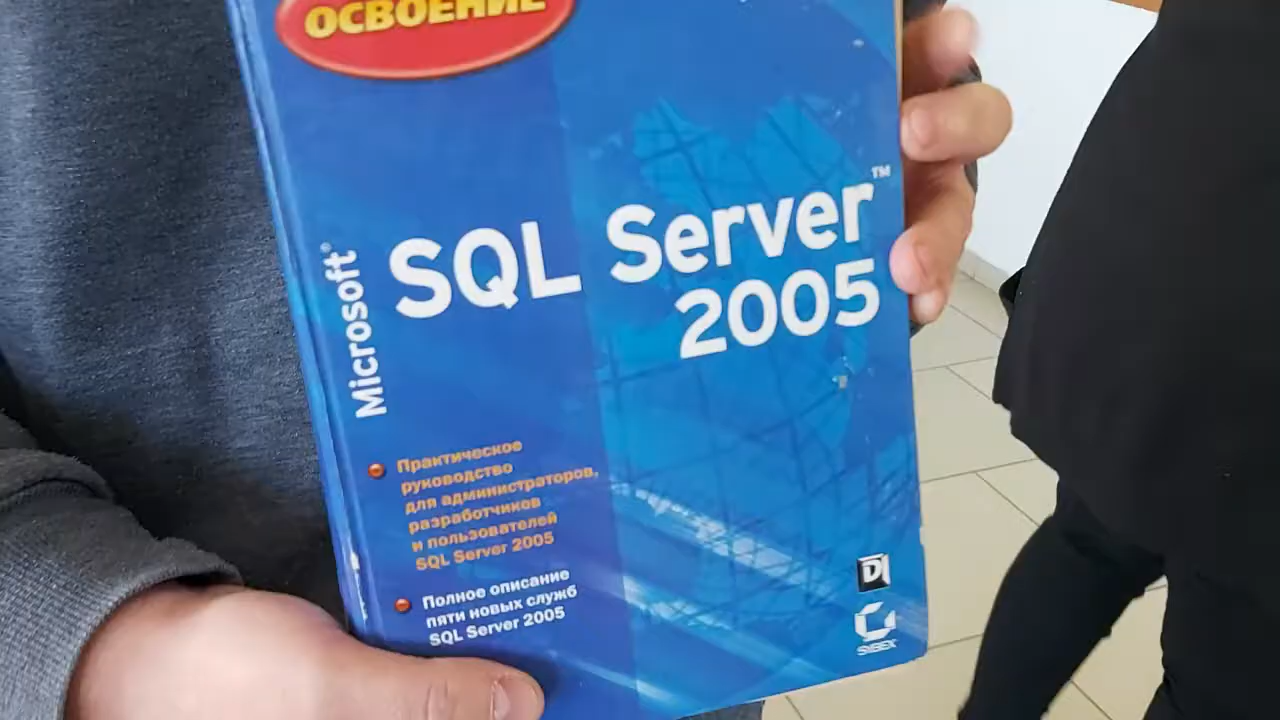 ОСВОЕНИЕ
Microsoft®
SQL Server™
2005
Практическое
руководство
для администраторов,
разработчиков
и пользователей
SQL Server 2005
Полное описание
пяти новых служб
SQL Server 2005
D
SYBEX